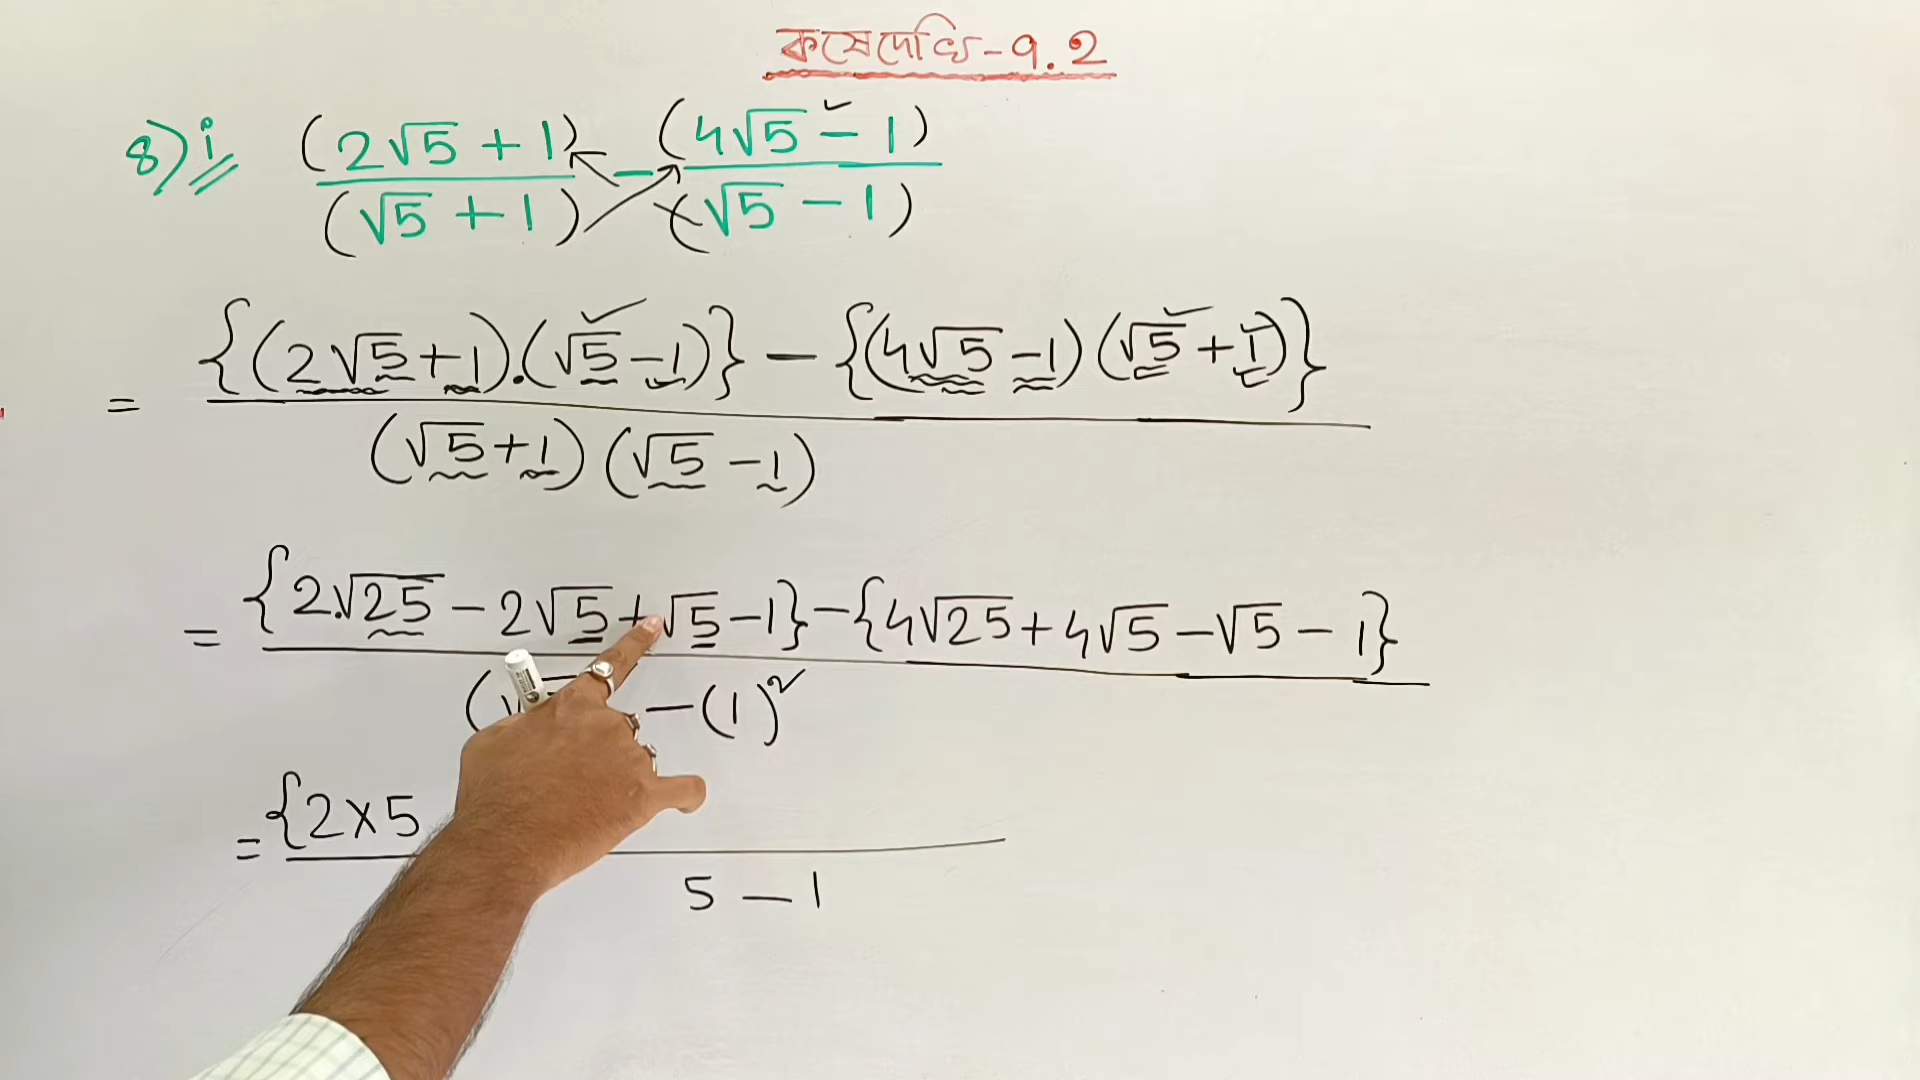 কষে দেখি-9.2
8) i (2√5 + 1)/(√5 + 1) - (4√5 - 1)/(√5 - 1)
= {(2√5+1).(√5-1)} - {(4√5-1)(√5+1)}
(√5+1)(√5-1)
= {2.√25 - 2√5+√5-1} - {4√25+4√5-√5-1}
(√ - (1)²
= {2×5
5 - 1